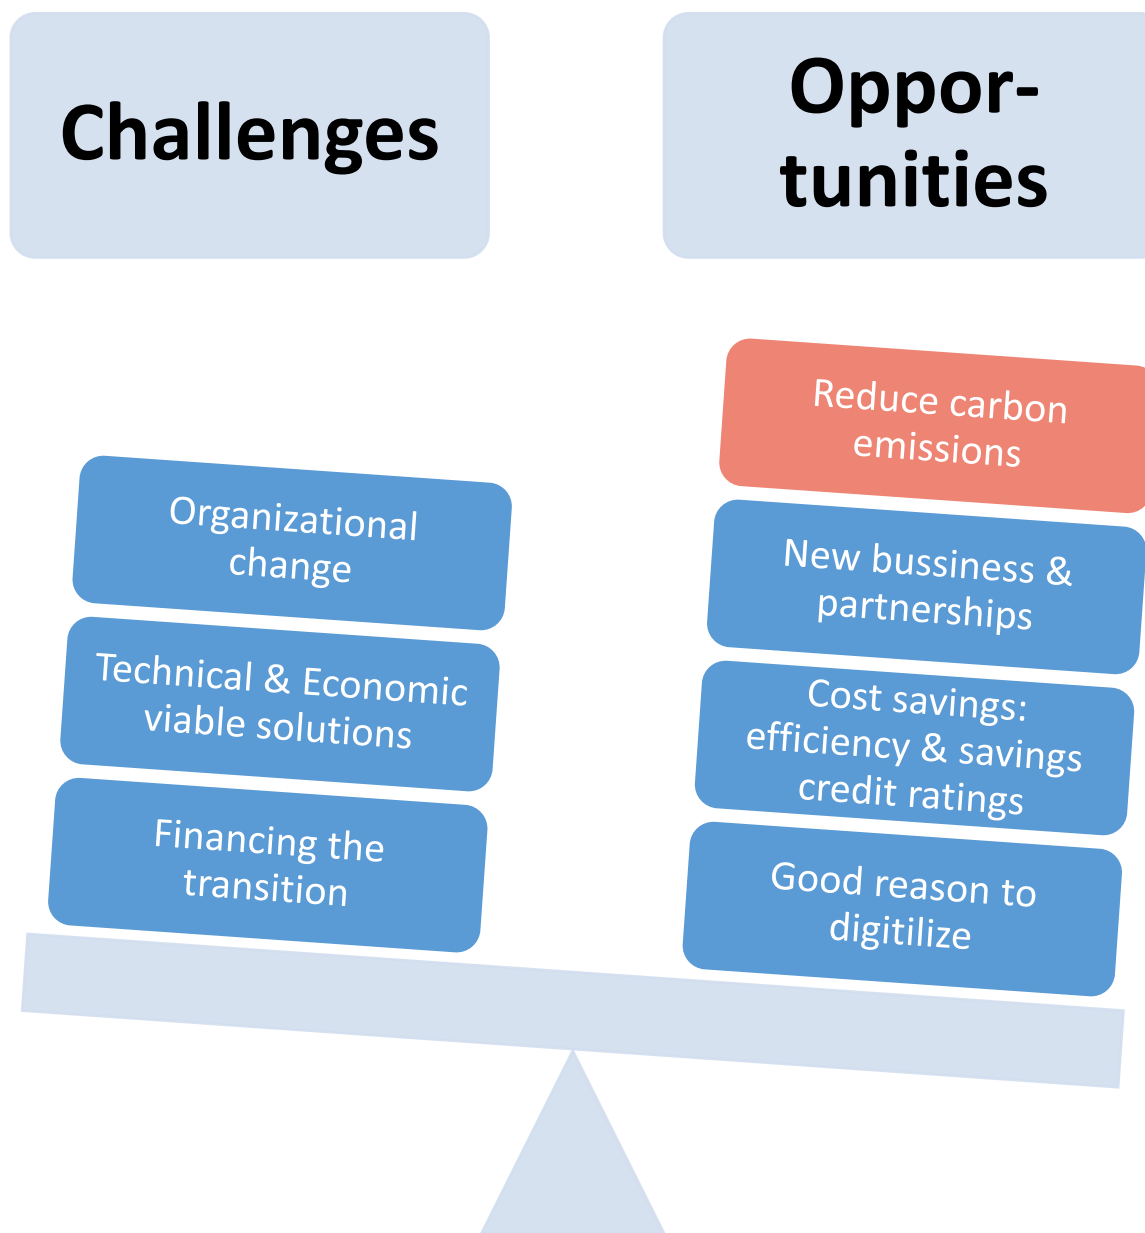 Challenges
Oppor-
tunities
Organizational
change
Technical & Economic
viable solutions
Financing the
transition
Reduce carbon
emissions
New bussiness &
partnerships
Cost savings:
efficiency & savings
credit ratings
Good reason to
digitilize